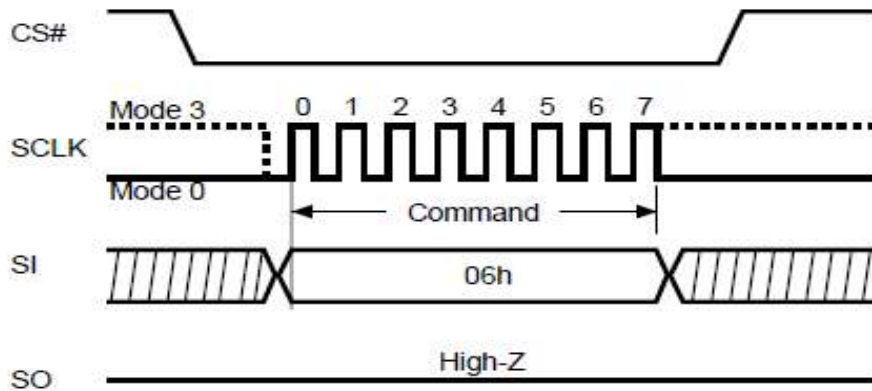 CS#
Mode 3
0 1 2 3 4 5 6 7
SCLK
Mode 0
Command
SI
06h
High-Z
SO